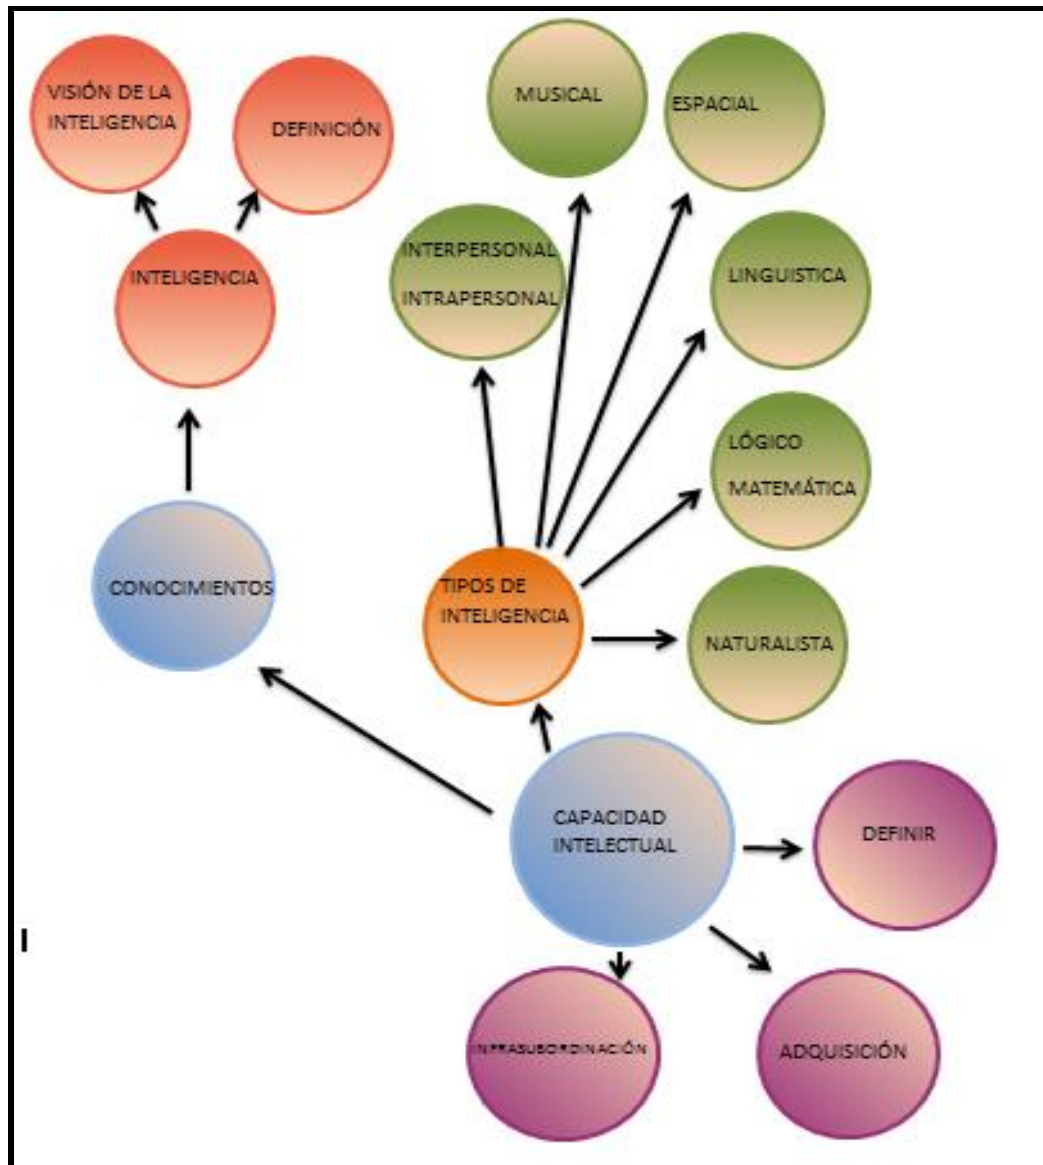 VISIÓN DE LA
INTELIGENCIA
DEFINICIÓN
MUSICAL
ESPACIAL
INTELIGENCIA
INTERPERSONAL
INTRAPERSONAL
LINGUISTICA
LÓGICO
MATEMÁTICA
CONOCIMIENTOS
TIPOS DE
INTELIGENCIA
NATURALISTA
CAPACIDAD
INTELECTUAL
DEFINIR
I
INFRASUBORDINACIÓN
ADQUISICIÓN